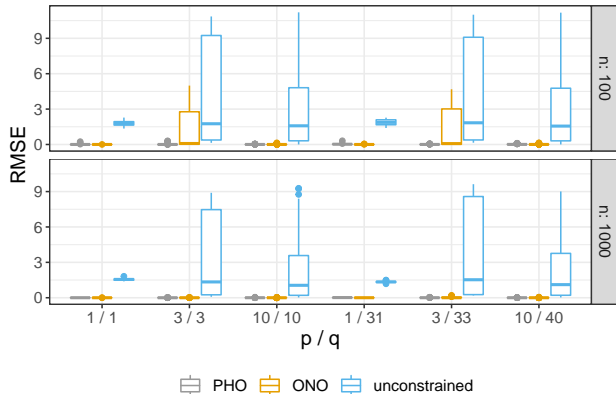 RMSE
9
6
3
0
n: 100
9
6
3
0
n: 1000
1 / 1 3 / 3 10 / 10 1 / 31 3 / 33 10 / 40
p / q
PHO ONO unconstrained